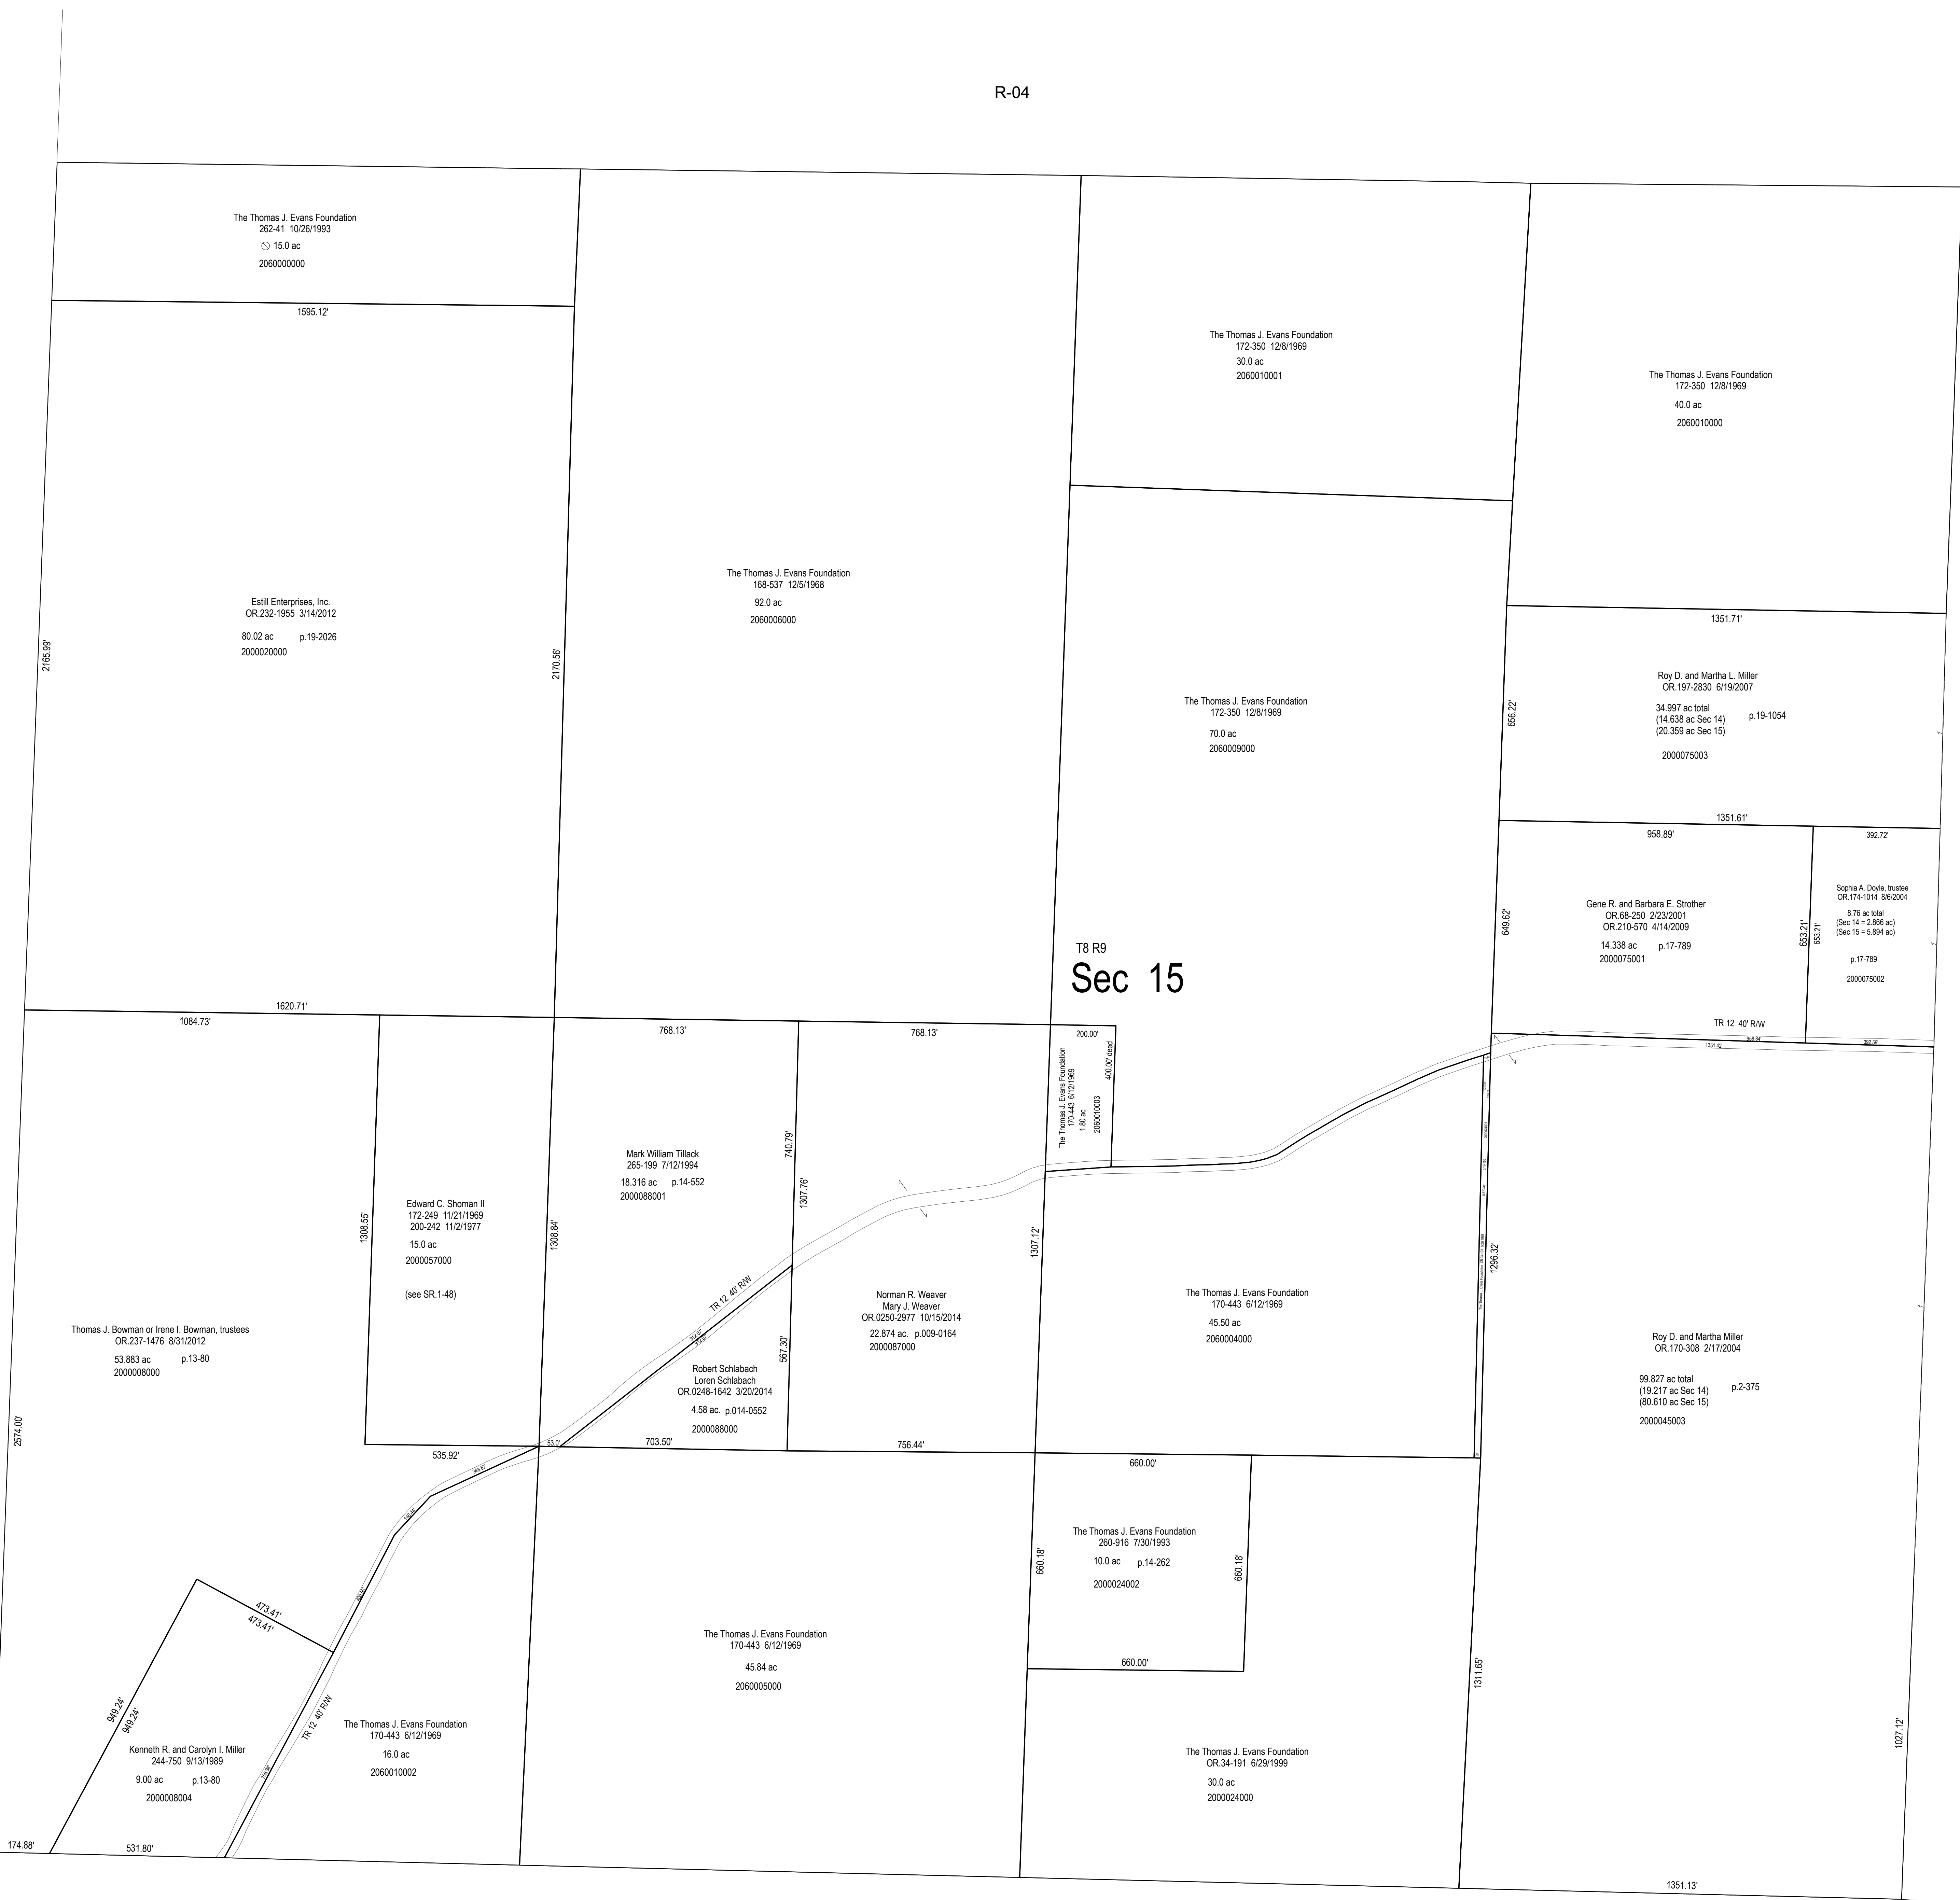 R-04
The Thomas J. Evans Foundation
262-41 10/26/1993
15.0 ac
2060000000
1595.12'
The Thomas J. Evans Foundation
172-350 12/8/1969
30.0 ac
2060010001
The Thomas J. Evans Foundation
172-350 12/8/1969
40.0 ac
2060010000
Estill Enterprises, Inc.
OR.232-1955 3/14/2012
80.02 ac p.19-2026
2000020000
2165.99'
2170.56'
The Thomas J. Evans Foundation
168-537 12/5/1968
92.0 ac
2060006000
The Thomas J. Evans Foundation
172-350 12/8/1969
70.0 ac
2060009000
1351.71'
656.22'
Roy D. and Martha L. Miller
OR.197-2830 6/19/2007
34.997 ac total
(14.638 ac Sec 14) p.19-1054
(20.359 ac Sec 15)
2000075003
1351.61'
958.89'
392.72'
649.62'
Gene R. and Barbara E. Strother
OR.68-250 2/23/2001
OR.210-570 4/14/2009
14.338 ac p.17-789
2000075001
653.21'
653.21'
Sophia A. Doyle, trustee
OR.174-1014 8/6/2004
8.76 ac total
(Sec 14 = 2.866 ac)
(Sec 15 = 5.894 ac)
p.17-789
2000075002
T8 R9
Sec 15
1620.71'
1084.73'
768.13'
768.13'
200.00'
TR 12 40' R/W
958.84'
1351.42'
392.59'
The Thomas J. Evans Foundation
170-443 6/12/1969
1.80 ac
2060010003
400.00' deed
1308.55'
Edward C. Shoman II
172-249 11/21/1969
200-242 11/2/1977
15.0 ac
2000057000
(see SR.1-48)
1308.84'
Mark William Tillack
265-199 7/12/1994
18.316 ac p.14-552
2000088001
740.79'
1307.76'
1307.12'
1296.32'
TR 12 40' R/W
567.30'
Norman R. Weaver
Mary J. Weaver
OR.0250-2977 10/15/2014
22.874 ac. p.009-0164
2000087000
The Thomas J. Evans Foundation
170-443 6/12/1969
45.50 ac
2060004000
Thomas J. Bowman or Irene I. Bowman, trustees
OR.237-1476 8/31/2012
53.883 ac p.13-80
2000008000
Robert Schlabach
Loren Schlabach
OR.0248-1642 3/20/2014
4.58 ac. p.014-0552
2000088000
Roy D. and Martha Miller
OR.170-308 2/17/2004
99.827 ac total
(19.217 ac Sec 14) p.2-375
(80.610 ac Sec 15)
2000045003
2574.00'
535.92'
53.0'
703.50'
756.44'
660.00'
The Thomas J. Evans Foundation
260-916 7/30/1993
10.0 ac p.14-262
2000024002
660.18'
660.18'
660.00'
473.41'
473.41'
949.24'
949.24'
TR 12 40' R/W
The Thomas J. Evans Foundation
170-443 6/12/1969
45.84 ac
2060005000
1311.65'
1027.12'
Kenneth R. and Carolyn I. Miller
244-750 9/13/1989
9.00 ac p.13-80
2000008004
The Thomas J. Evans Foundation
170-443 6/12/1969
16.0 ac
2060010002
The Thomas J. Evans Foundation
OR.34-191 6/29/1999
30.0 ac
2000024000
174.88'
531.80'
1351.13'